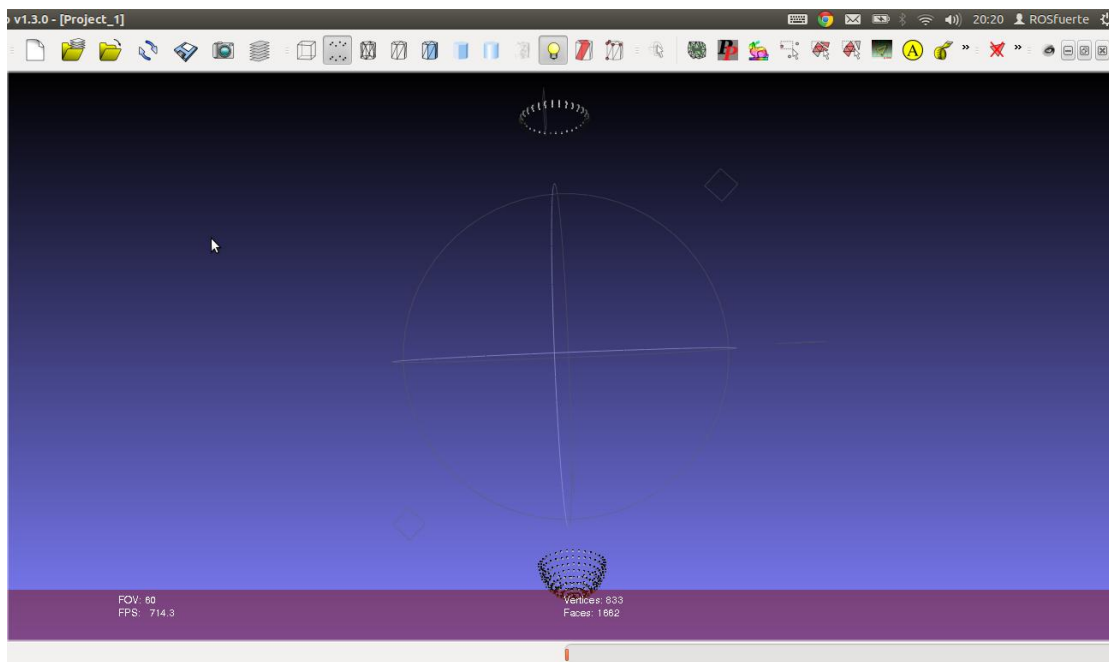 o v1.3.0 - [Project_1]
20:20 ROSfuerte
A
FOV: 60
FPS: 714.3
Vertices: 833
Faces: 1662